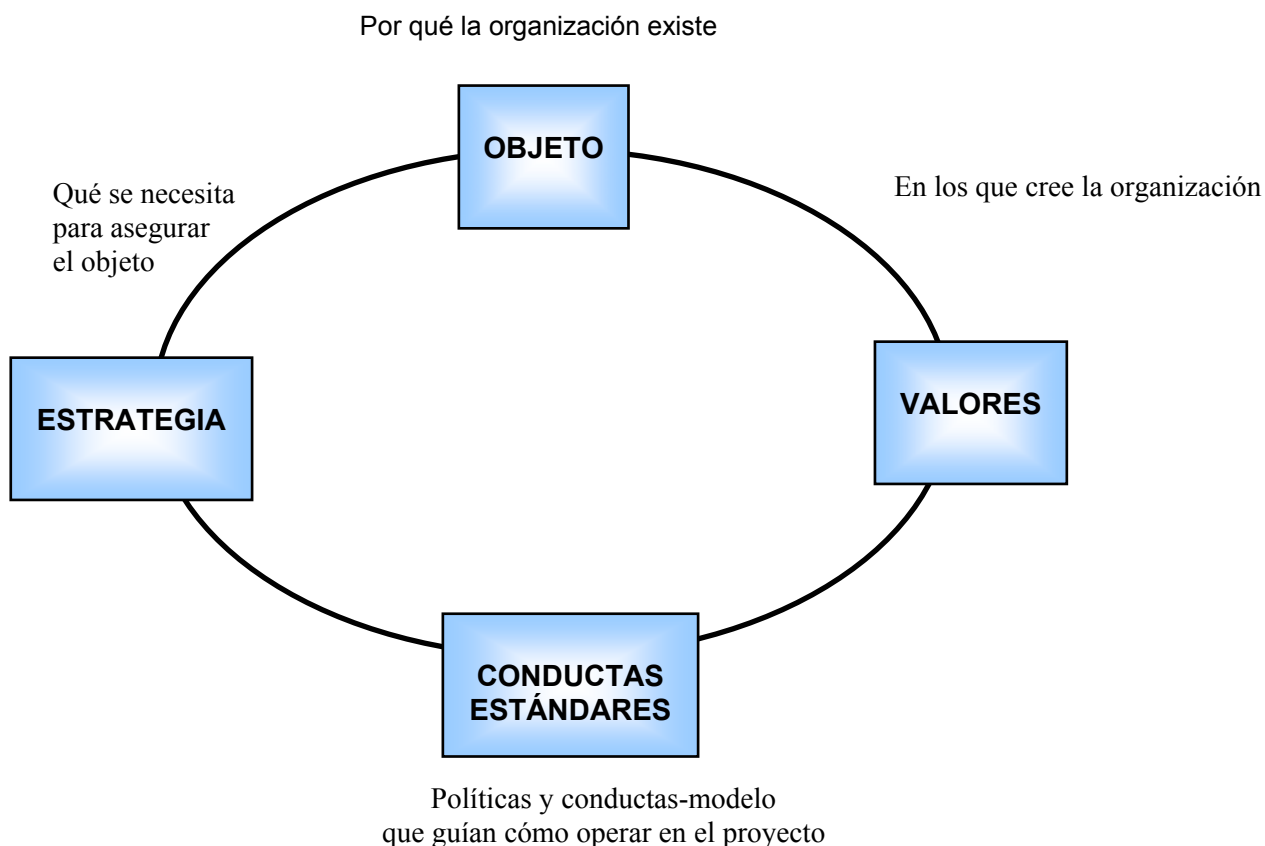 Por qué la organización existe
OBJETO
Qué se necesita
para asegurar
el objeto
En los que cree la organización
ESTRATEGIA
VALORES
CONDUCTAS
ESTÁNDARES
Políticas y conductas-modelo
que guían cómo operar en el proyecto